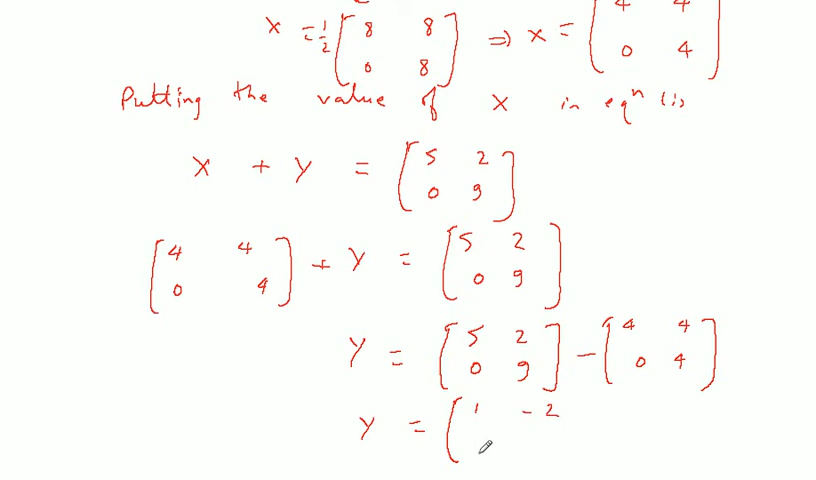 X = 1/2 [8 8 ⇒ X = [4 4
0 8] 0 4]
Putting the value of X in eqn (i)
X + Y = [5 2
0 9]
[4 4 + Y = [5 2
0 4] 0 9]
Y = [5 2 - [4 4
0 9] 0 4]
Y = [1 -2